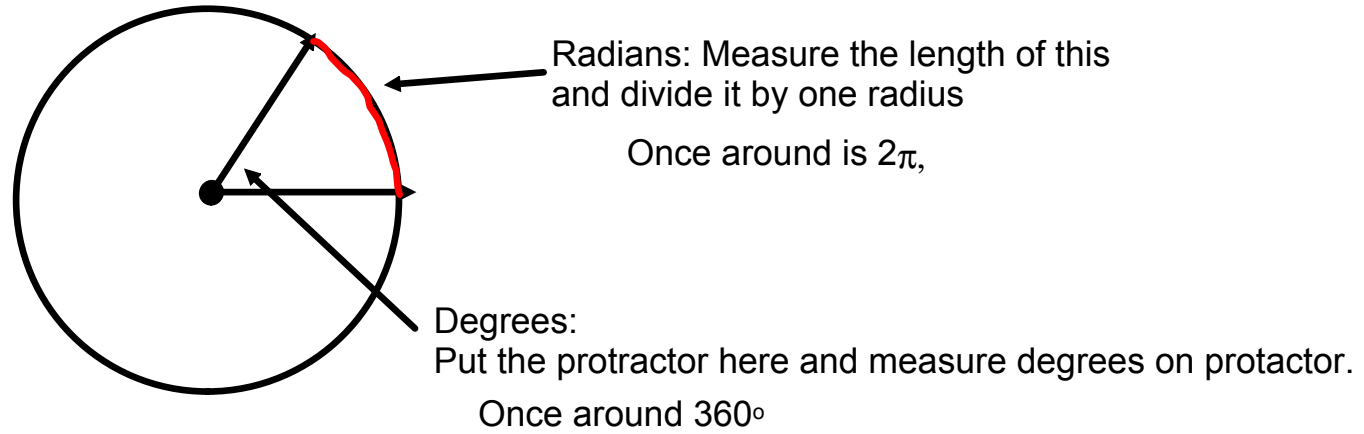 Radians: Measure the length of this
and divide it by one radius
Once around is 2π,
Degrees:
Put the protractor here and measure degrees on protactor.
Once around 360o